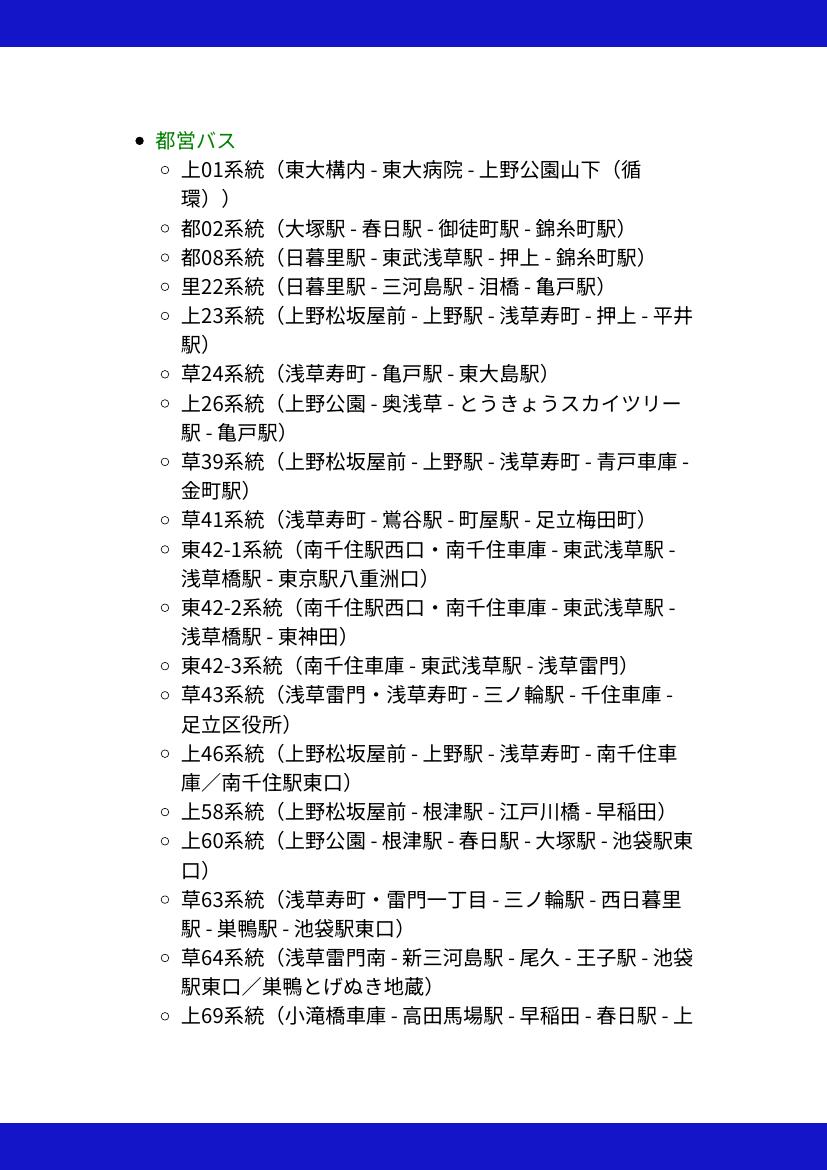 都営バス
上01系統（東大構内 - 東大病院 - 上野公園山下（循
環））
都02系統（大塚駅 - 春日駅 - 御徒町駅 - 錦糸町駅）
都08系統（日暮里駅 - 東武浅草駅 - 押上 - 錦糸町駅）
里22系統（日暮里駅 - 三河島駅 - 泪橋 - 亀戸駅）
上23系統（上野松坂屋前 - 上野駅 - 浅草寿町 - 押上 - 平井
駅）
草24系統（浅草寿町 - 亀戸駅 - 東大島駅）
上26系統（上野公園 - 奥浅草 - とうきょうスカイツリー
駅 - 亀戸駅）
草39系統（上野松坂屋前 - 上野駅 - 浅草寿町 - 青戸車庫 -
金町駅）
草41系統（浅草寿町 - 鶯谷駅 - 町屋駅 - 足立梅田町）
東42-1系統（南千住駅西口・南千住車庫 - 東武浅草駅 -
浅草橋駅 - 東京駅八重洲口）
東42-2系統（南千住駅西口・南千住車庫 - 東武浅草駅 -
浅草橋駅 - 東神田）
東42-3系統（南千住車庫 - 東武浅草駅 - 浅草雷門）
草43系統（浅草雷門・浅草寿町 - 三ノ輪駅 - 千住車庫 -
足立区役所）
上46系統（上野松坂屋前 - 上野駅 - 浅草寿町 - 南千住車
庫／南千住駅東口）
上58系統（上野松坂屋前 - 根津駅 - 江戸川橋 - 早稲田）
上60系統（上野公園 - 根津駅 - 春日駅 - 大塚駅 - 池袋駅東
口）
草63系統（浅草寿町・雷門一丁目 - 三ノ輪駅 - 西日暮里
駅 - 巣鴨駅 - 池袋駅東口）
草64系統（浅草雷門南 - 新三河島駅 - 尾久 - 王子駅 - 池袋
駅東口／巣鴨とげぬき地蔵）
上69系統（小滝橋車庫 - 高田馬場駅 - 早稲田 - 春日駅 - 上